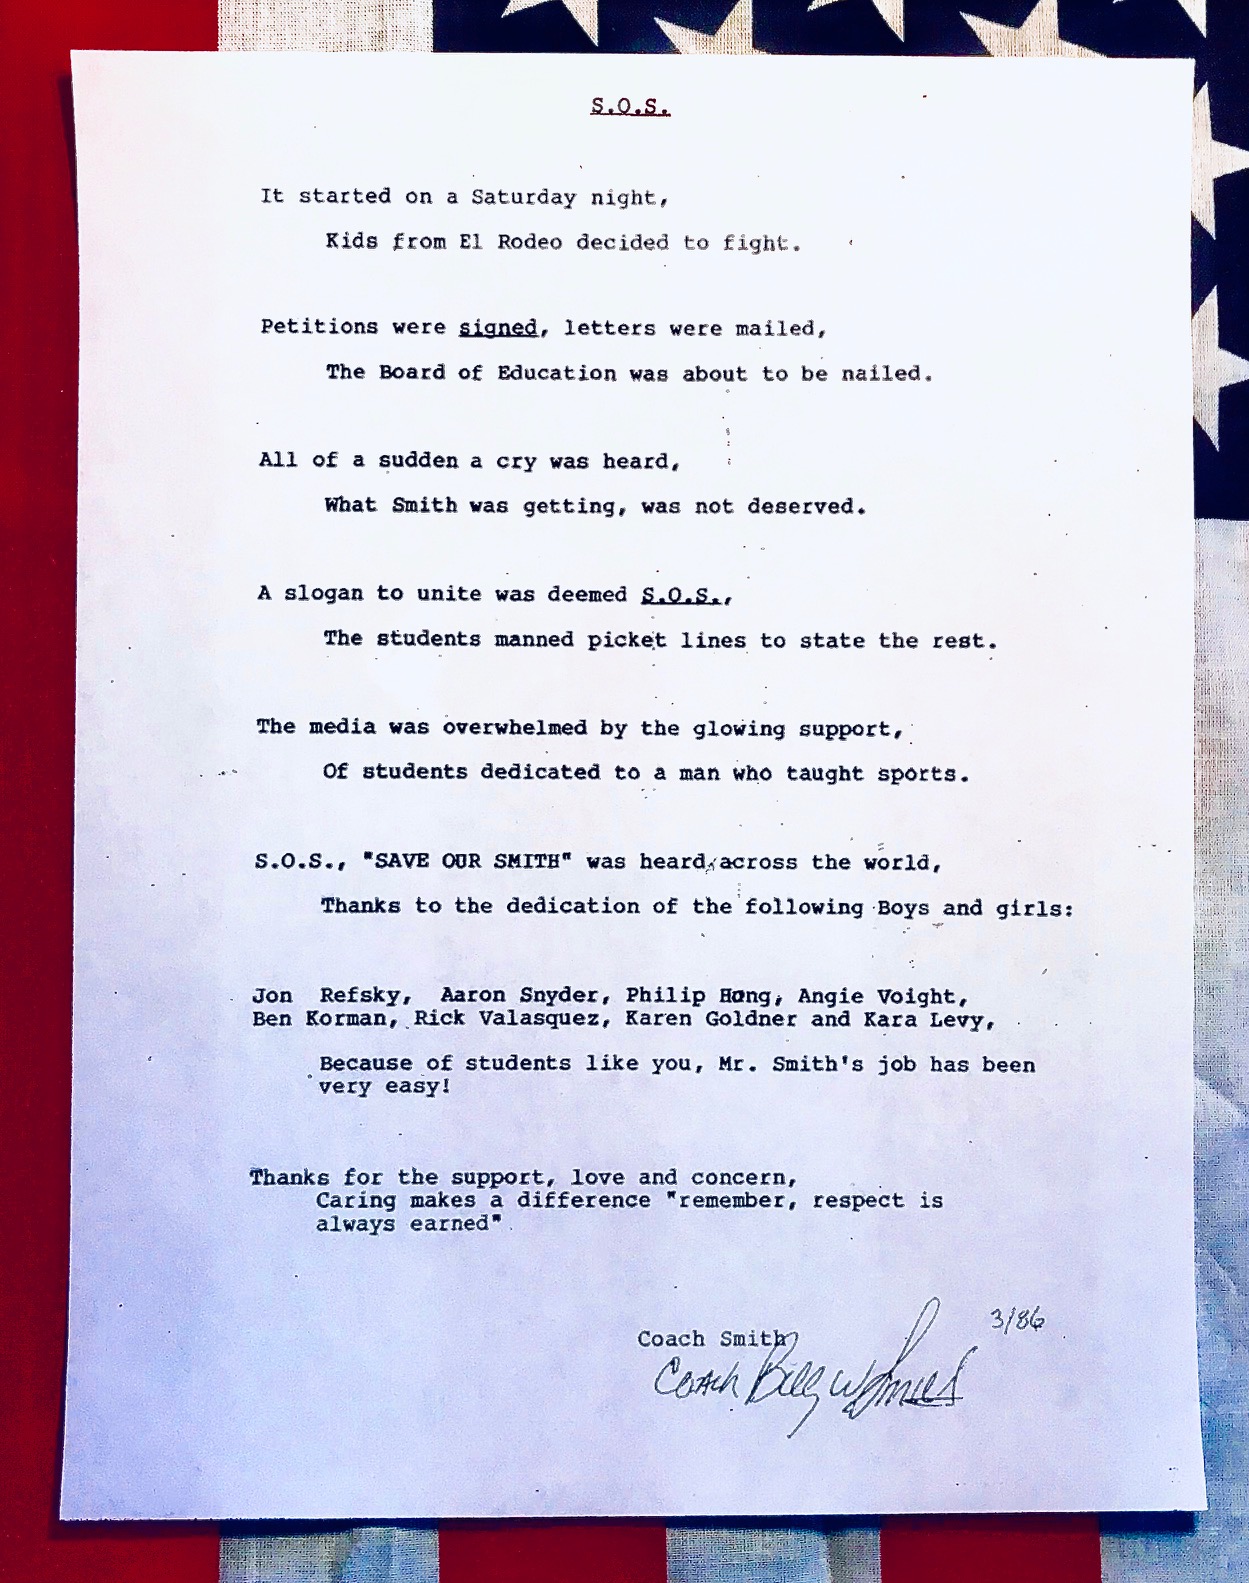 S.O.S.
It started on a Saturday night,
Kids from El Rodeo decided to fight.
Petitions were signed, letters were mailed,
The Board of Education was about to be nailed.
All of a sudden a cry was heard,
What Smith was getting, was not deserved.
A slogan to unite was deemed S.O.S.,
The students manned picket lines to state the rest.
The media was overwhelmed by the glowing support,
Of students dedicated to a man who taught sports.
S.O.S., "SAVE OUR SMITH" was heard across the world,
Thanks to the dedication of the following Boys and girls:
Jon Refsky, Aaron Snyder, Philip Hong, Angie Voight,
Ben Korman, Rick Valasquez, Karen Goldner and Kara Levy,
Because of students like you, Mr. Smith's job has been
very easy!
Thanks for the support, love and concern,
Caring makes a difference "remember, respect is
always earned"
3/86
Coach Smith
Coach Billy W Smith